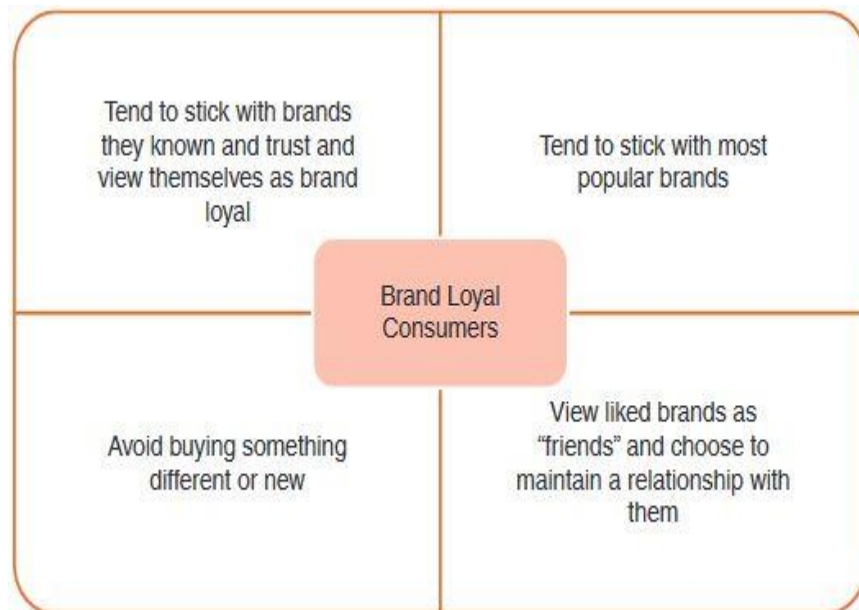 Tend to stick with brands
they known and trust and
view themselves as brand
loyal
Tend to stick with most
popular brands
Brand Loyal
Consumers
Avoid buying something
different or new
View liked brands as
“friends” and choose to
maintain a relationship with
them